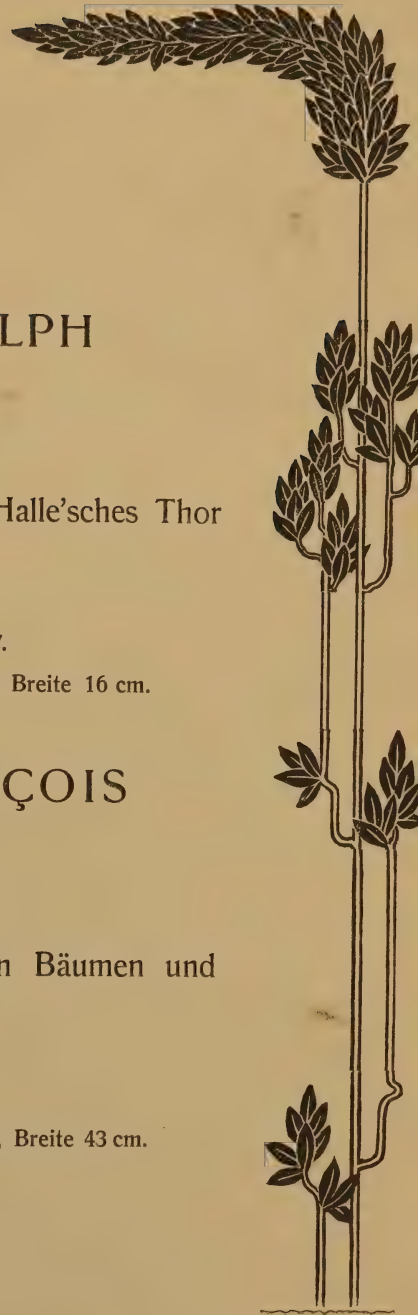 LPH
Halle'sches Thor
Breite 16 cm.
ÇOIS
Bäumen und
Breite 43 cm.